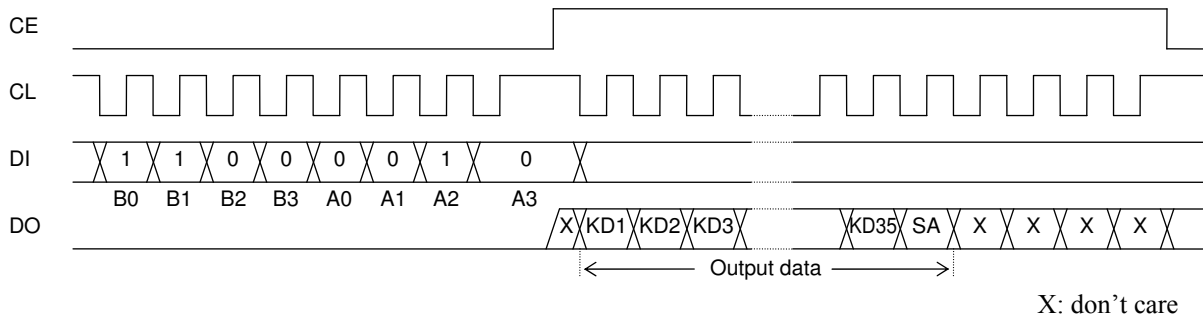 CE
CL
DI 1 1 0 0 0 0 1 0
B0 B1 B2 B3 A0 A1 A2 A3
DO X KD1 KD2 KD3 KD35 SA X X X X
Output data
X: don’t care